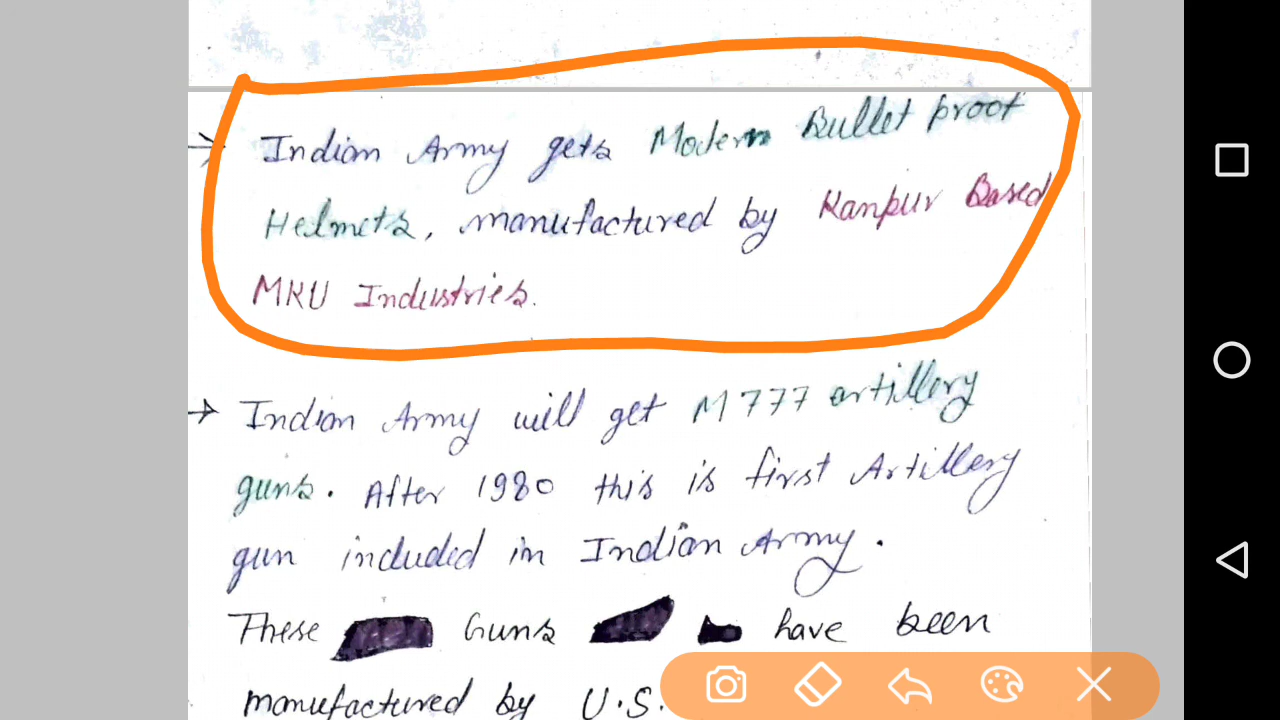 → Indian Army gets Modern Bullet proof
Helmets, manufactured by Kanpur Based
MKU Industries.
→ Indian Army will get M777 artillery
guns. After 1980 this is first Artillery
gun included in Indian Army.
These Guns have been
manufactured by U.S.